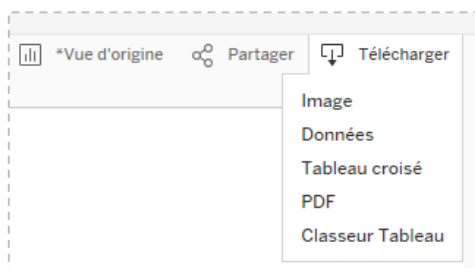 *Vue d'origine Partager Télécharger
Image
Données
Tableau croisé
PDF
Classeur Tableau